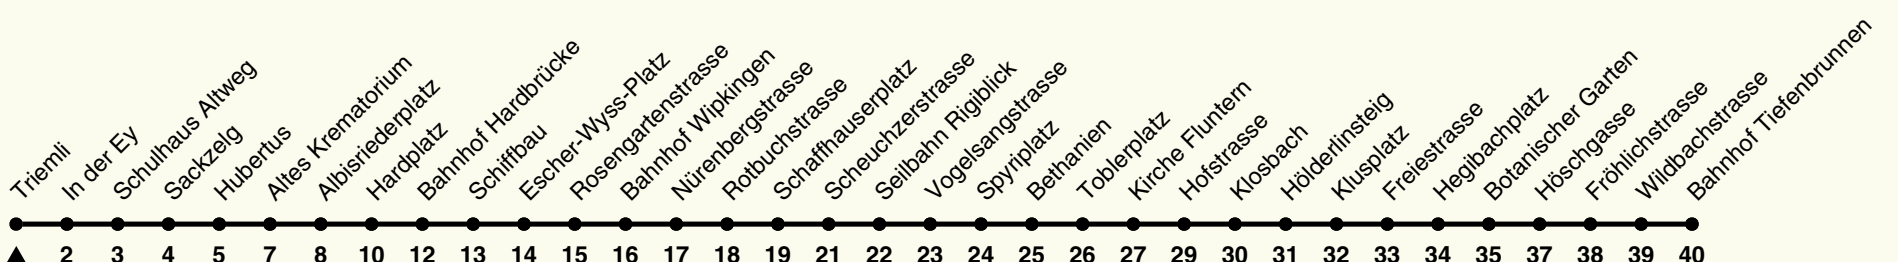 Triemli
In der Ey
Schulhaus Altweg
Sackzelg
Hubertus
Altes Krematorium
Albisriederplatz
Hardplatz
Bahnhof Hardbrücke
Schiffbau
Escher-Wyss-Platz
Rosengartenstrasse
Bahnhof Wipkingen
Nürenbergstrasse
Rotbuchstrasse
Schaffhauserplatz
Scheuchzerstrasse
Seilbahn Rigiblick
Vogelsangstrasse
Spyriplatz
Bethanien
Toblerplatz
Kirche Fluntern
Hofstrasse
Klosbach
Hölderlinsteig
Klusplatz
Freiestrasse
Hegibachplatz
Botanischer Garten
Höschgasse
Fröhlichstrasse
Wildbachstrasse
Bahnhof Tiefenbrunnen
▲ 2 3 4 5 7 8 10 12 13 14 15 16 17 18 19 21 22 23 24 25 26 27 29 30 31 32 33 34 35 37 38 39 40